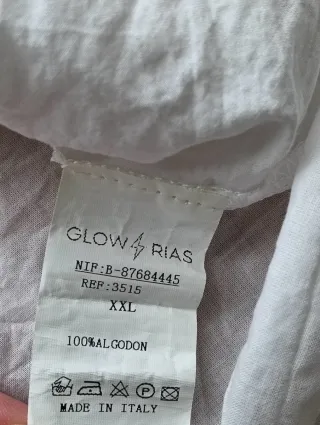 GLOW RIAS
NIF:B-87684445
REF:3515
XXL
100%ALGODON
P
MADE IN ITALY